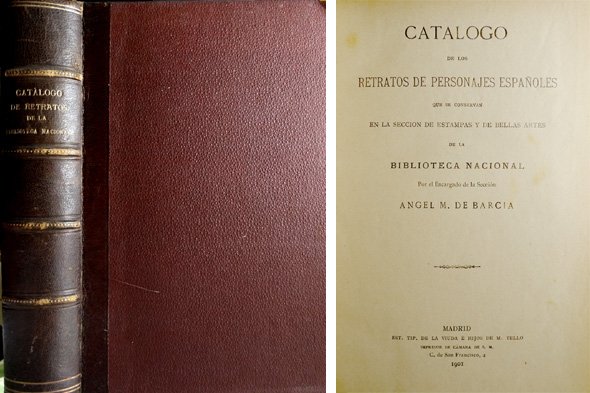 CATÁLOGO
DE RETRATOS
DE LA
BIBLIOTECA NACIONAL
CATALOGO
DE LOS
RETRATOS DE PERSONAJES ESPAÑOLES
QUE SE CONSERVAN
EN LA SECCION DE ESTAMPAS Y DE BELLAS ARTES
DE LA
BIBLIOTECA NACIONAL
Por el Encargado de la Sección
ANGEL M. DE BARCIA
MADRID
EST. TIP. DE LA VIUDA É HIJOS DE M. TELLO
IMPRESOR DE CÁMARA DE S. M.
C. de San Francisco, 4
1901